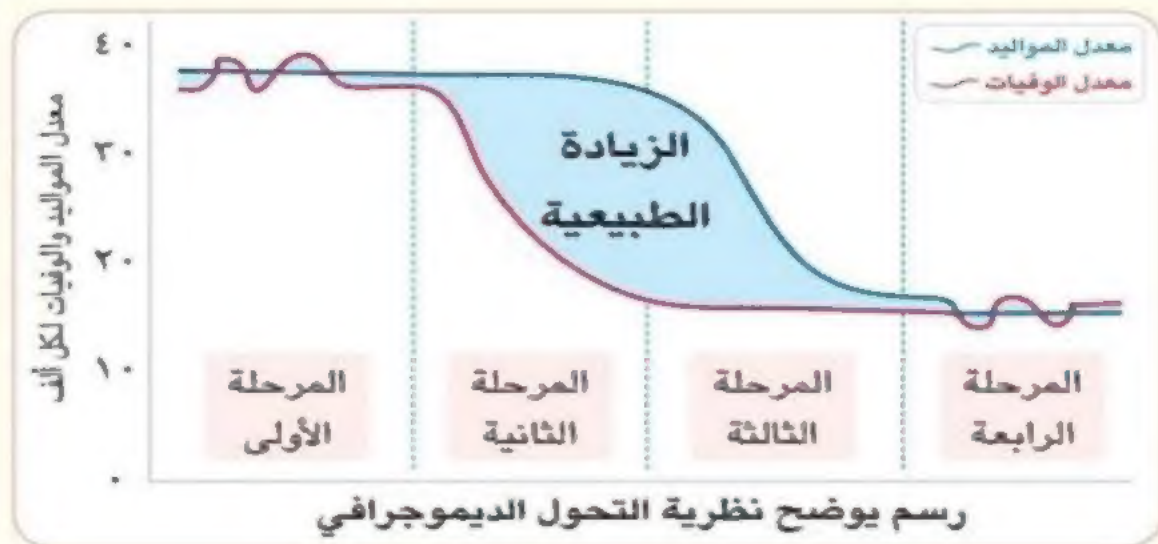 معدل المواليد
معدل الوفيات
معدل المواليد والوفيات لكل ألف
٤٠
٣٠
٢٠
١٠
٠
الزيادة
الطبيعية
المرحلة
الأولى
المرحلة
الثانية
المرحلة
الثالثة
المرحلة
الرابعة
رسم يوضح نظرية التحول الديموجرافي